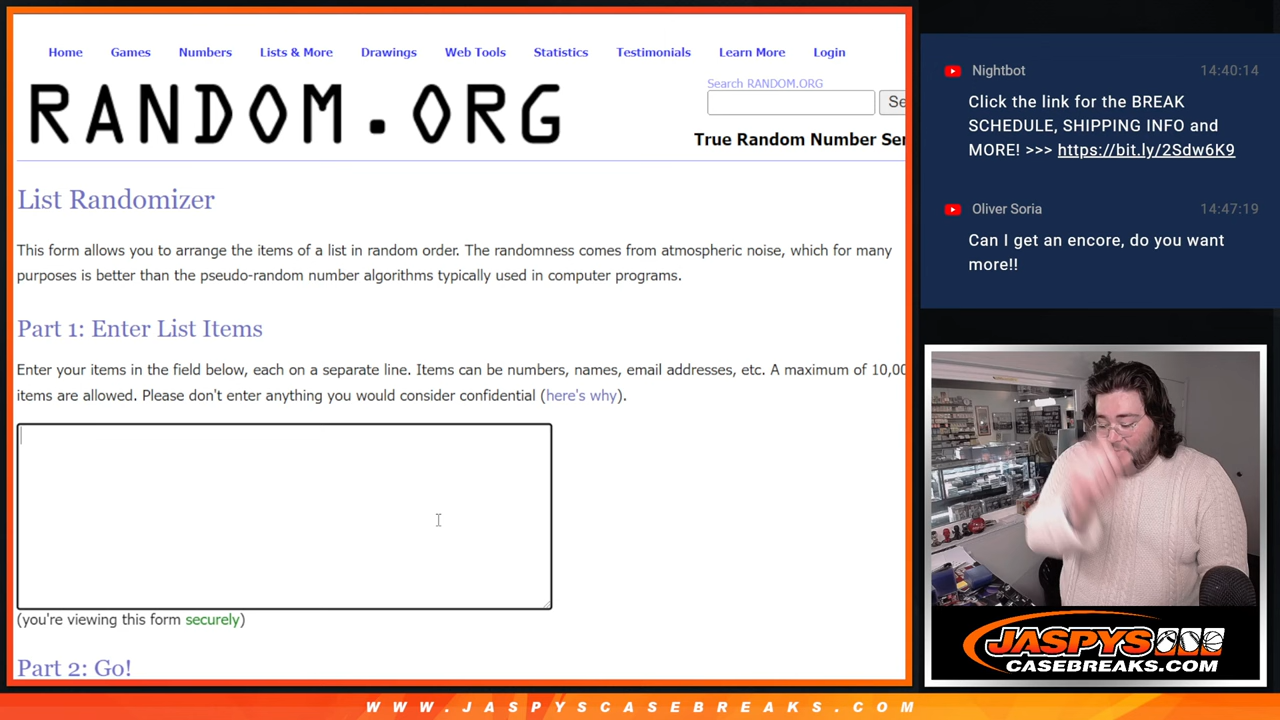 Home Games Numbers Lists & More Drawings Web Tools Statistics Testimonials Learn More Login
RANDOM.ORG
Search RANDOM.ORG
Se
True Random Number Ser
List Randomizer
This form allows you to arrange the items of a list in random order. The randomness comes from atmospheric noise, which for many
purposes is better than the pseudo-random number algorithms typically used in computer programs.
Part 1: Enter List Items
Enter your items in the field below, each on a separate line. Items can be numbers, names, email addresses, etc. A maximum of 10,00
items are allowed. Please don't enter anything you would consider confidential (here's why).
(you're viewing this form securely)
Part 2: Go!
Nightbot 14:40:14
Click the link for the BREAK
SCHEDULE, SHIPPING INFO and
MORE! >>> https://bit.ly/2Sdw6K9
Oliver Soria 14:47:19
Can I get an encore, do you want
more!!
JASPYS
CASEBREAKS.COM
WWW.JASPYSCASEBREAKS.COM